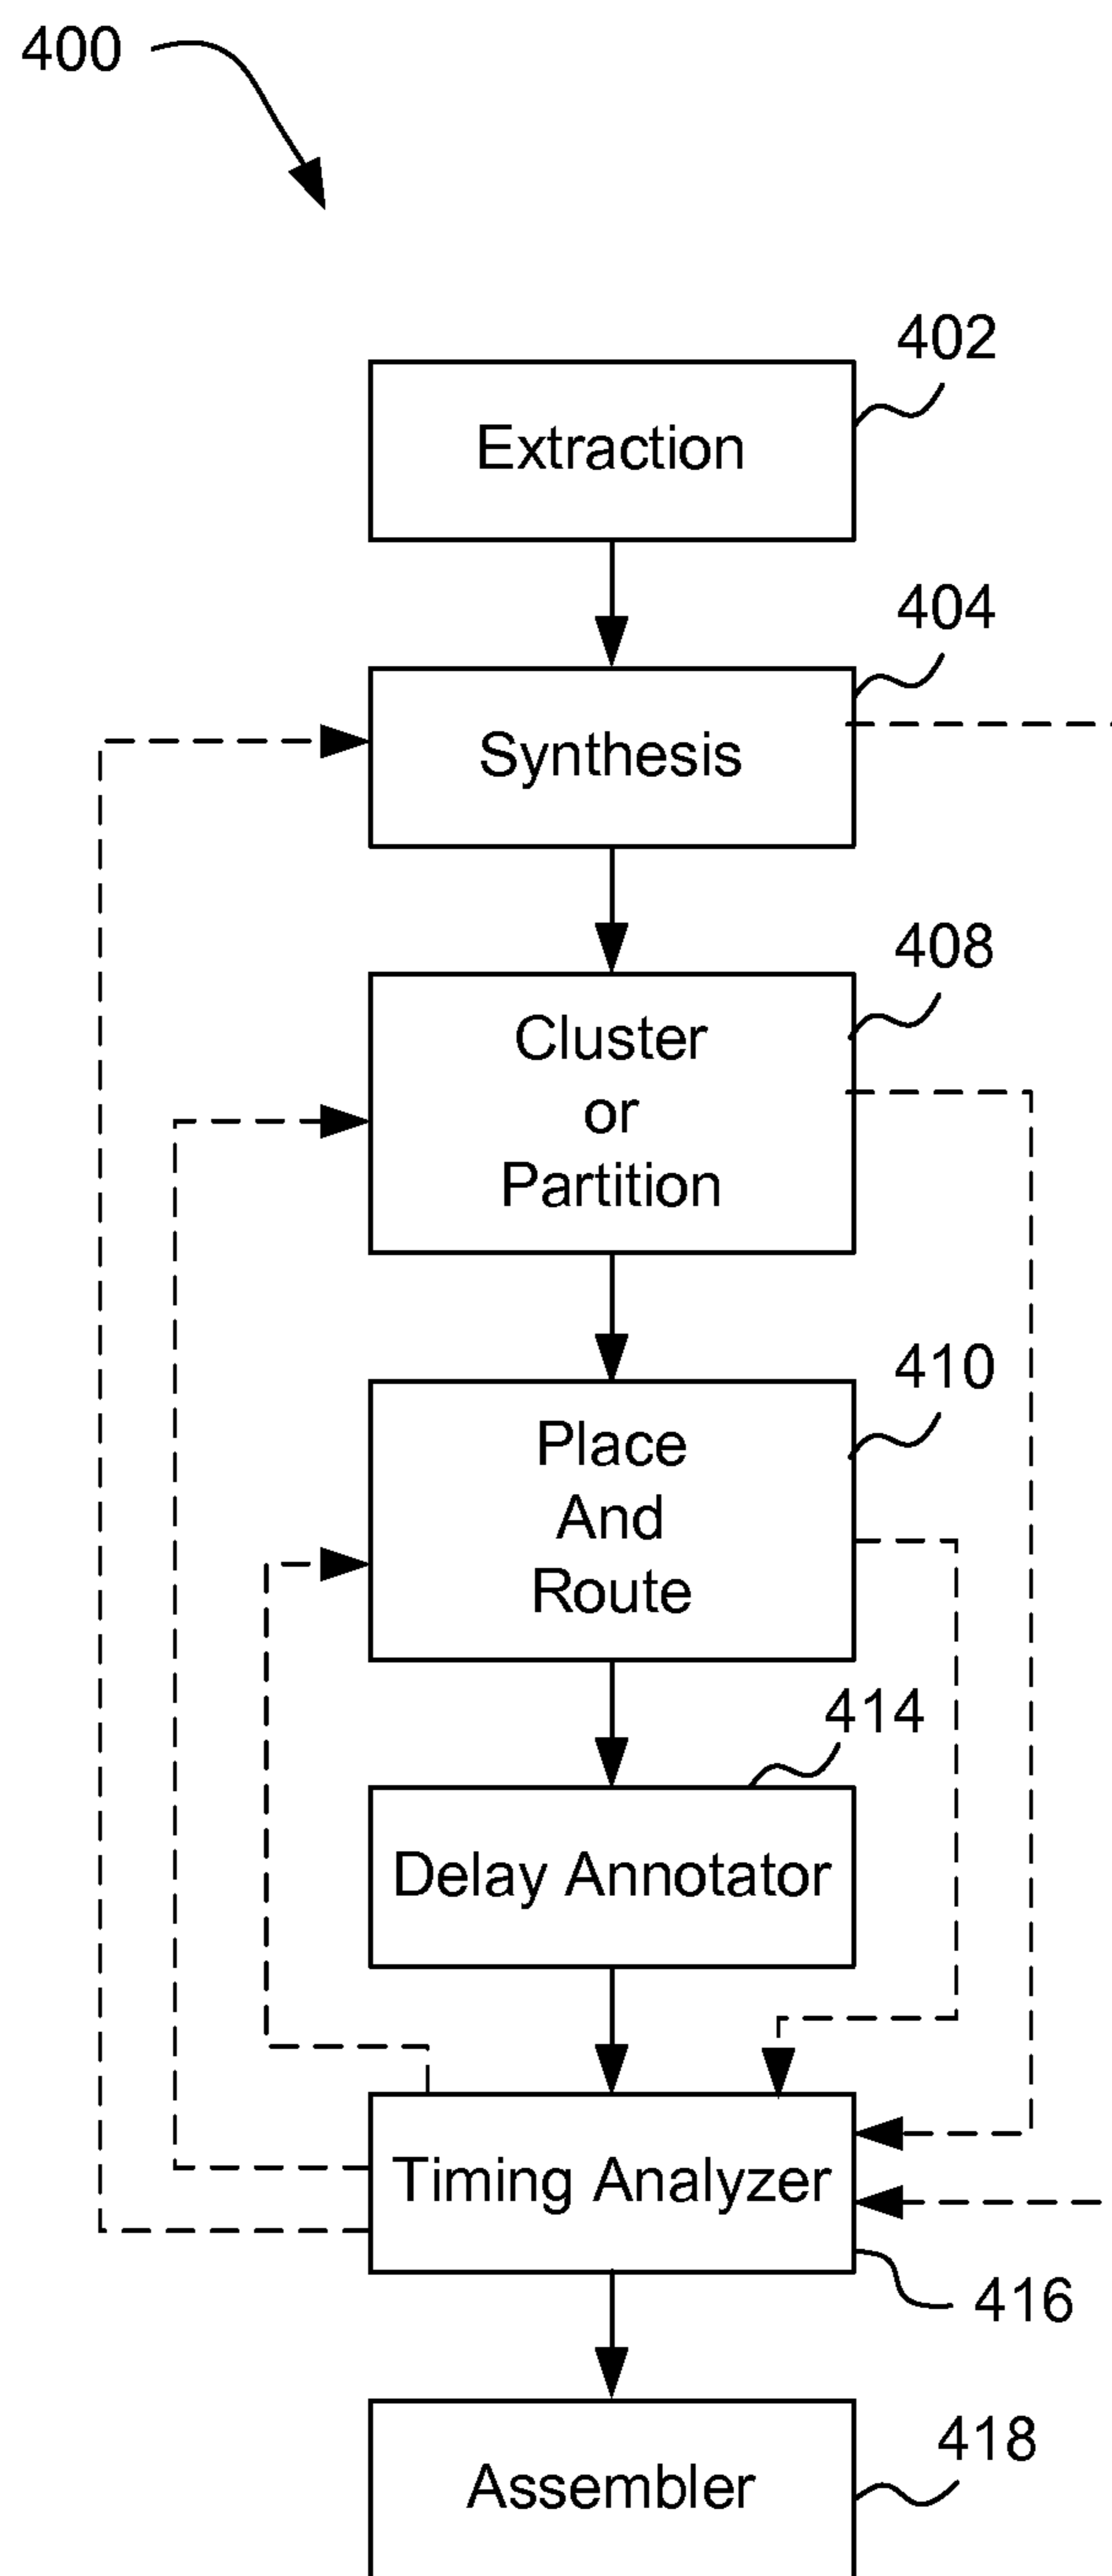 400
402
Extraction
404
Synthesis
408
Cluster
or
Partition
410
Place
And
Route
414
Delay Annotator
Timing Analyzer
416
418
Assembler